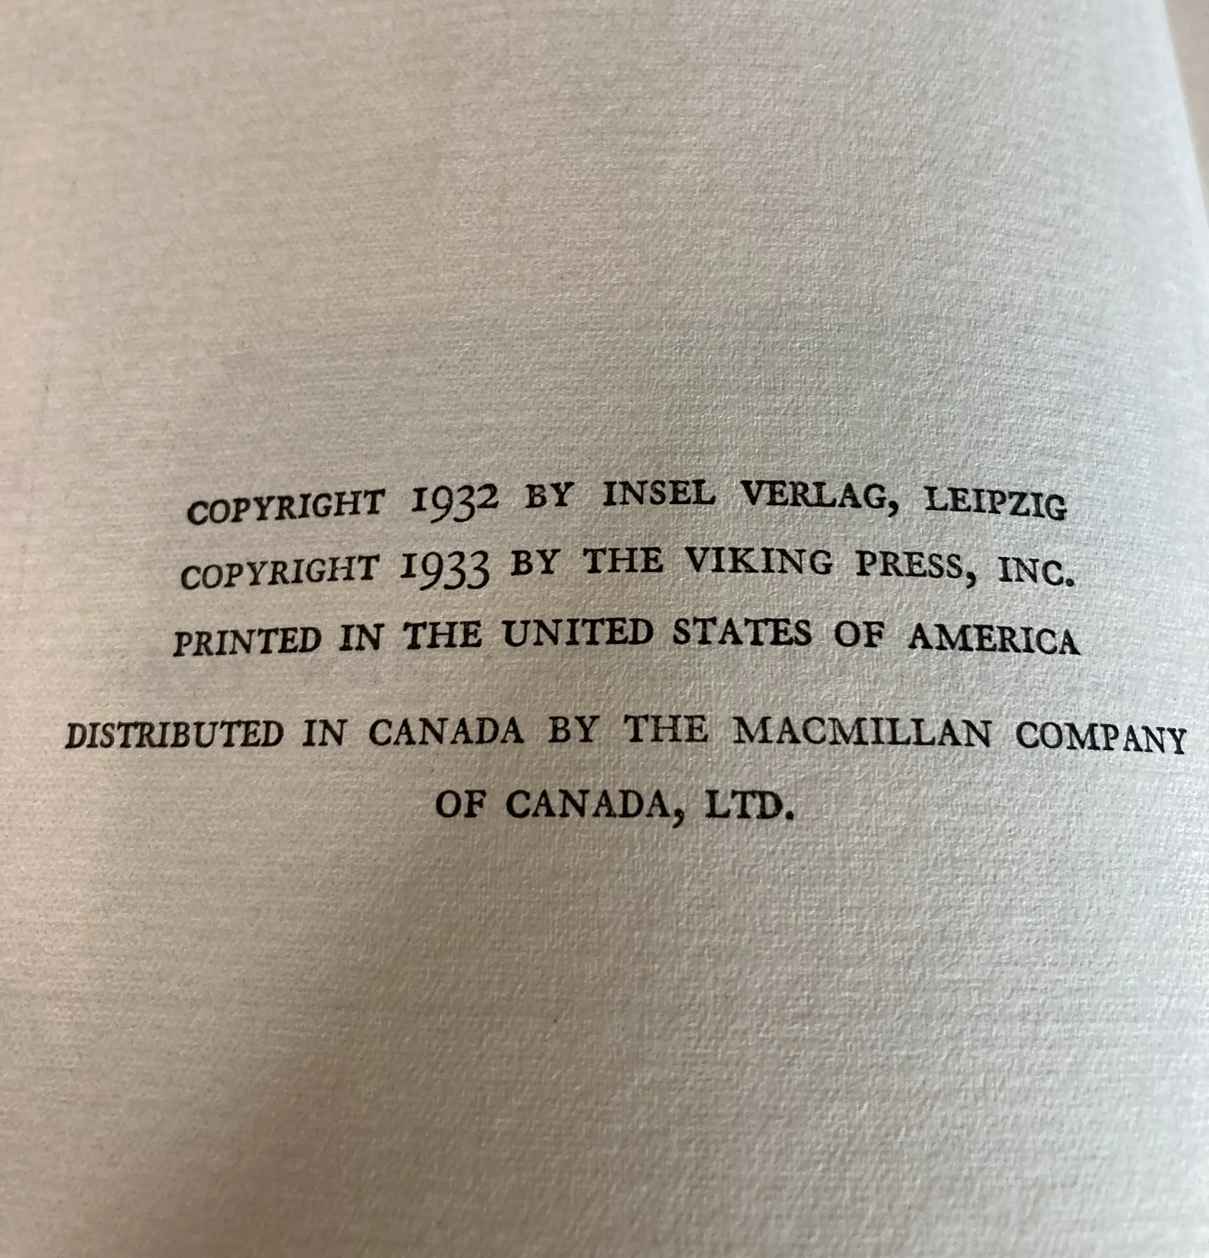 COPYRIGHT 1932 BY INSEL VERLAG, LEIPZIG
COPYRIGHT 1933 BY THE VIKING PRESS, INC.
PRINTED IN THE UNITED STATES OF AMERICA
DISTRIBUTED IN CANADA BY THE MACMILLAN COMPANY
OF CANADA, LTD.